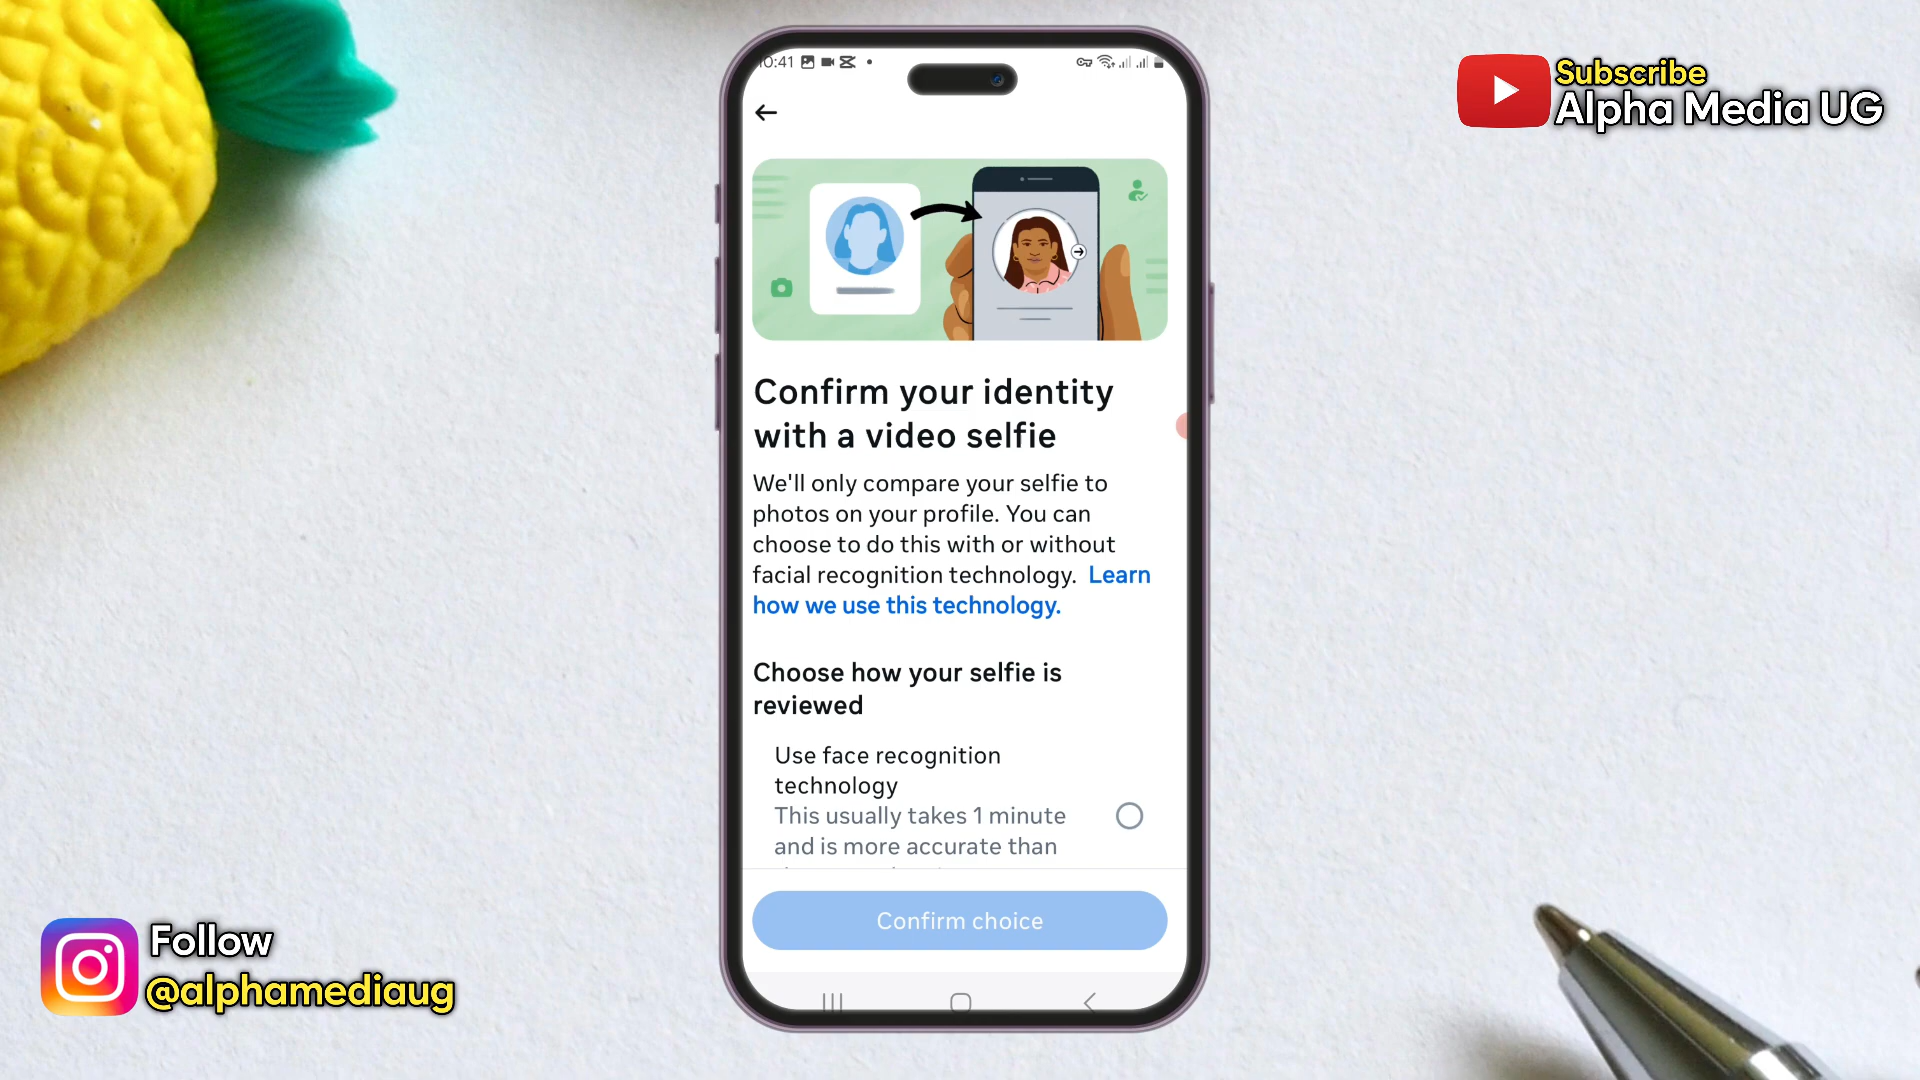 10:41
Subscribe
Alpha Media UG
Confirm your identity
with a video selfie
We'll only compare your selfie to
photos on your profile. You can
choose to do this with or without
facial recognition technology. Learn
how we use this technology.
Choose how your selfie is
reviewed
Use face recognition
technology
This usually takes 1 minute
and is more accurate than
Confirm choice
Follow
@alphamediaug